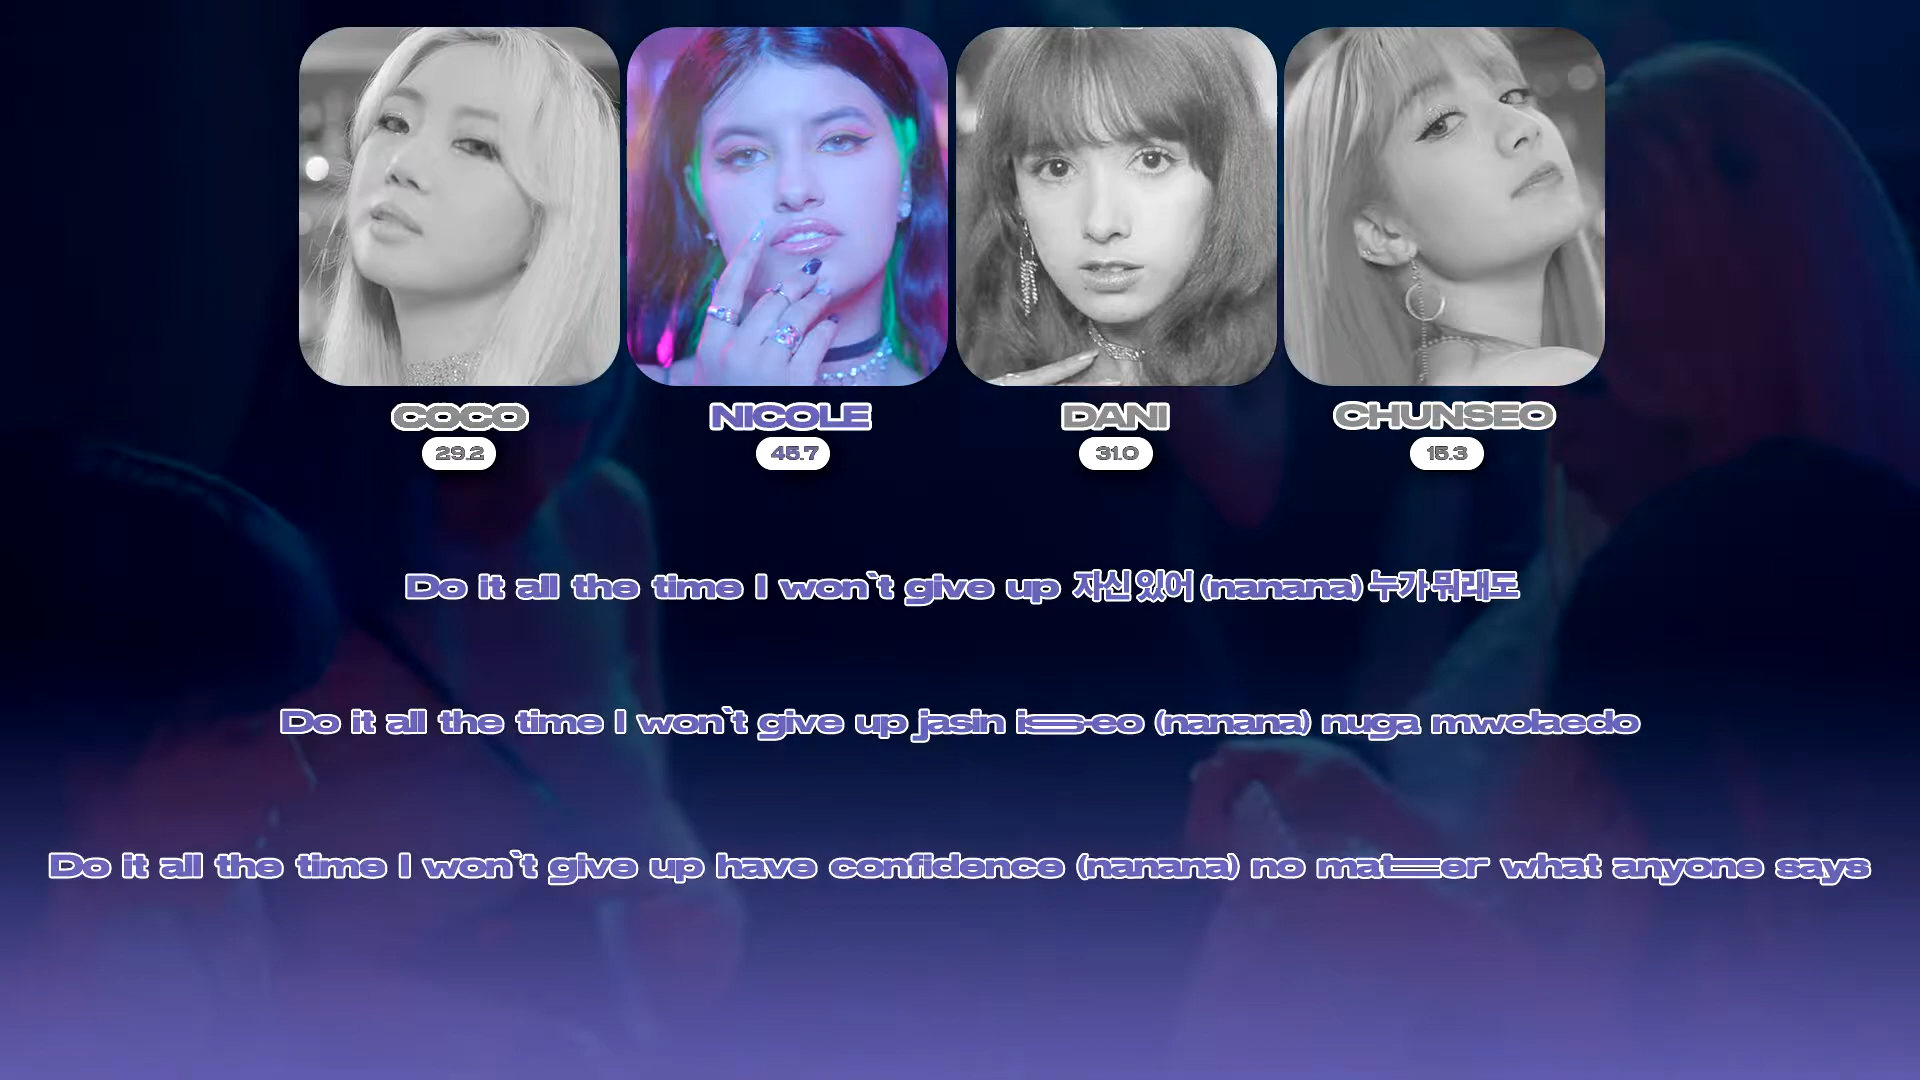 COCO NICOLE DANI CHUNSEO
29.2 45.7 31.0 15.3
Do it all the time I won`t give up 자신 있어 (nanana) 누가 뭐래도
Do it all the time I won`t give up jasin iss-eo (nanana) nuga mwolaedo
Do it all the time I won`t give up have confidence (nanana) no matter what anyone says